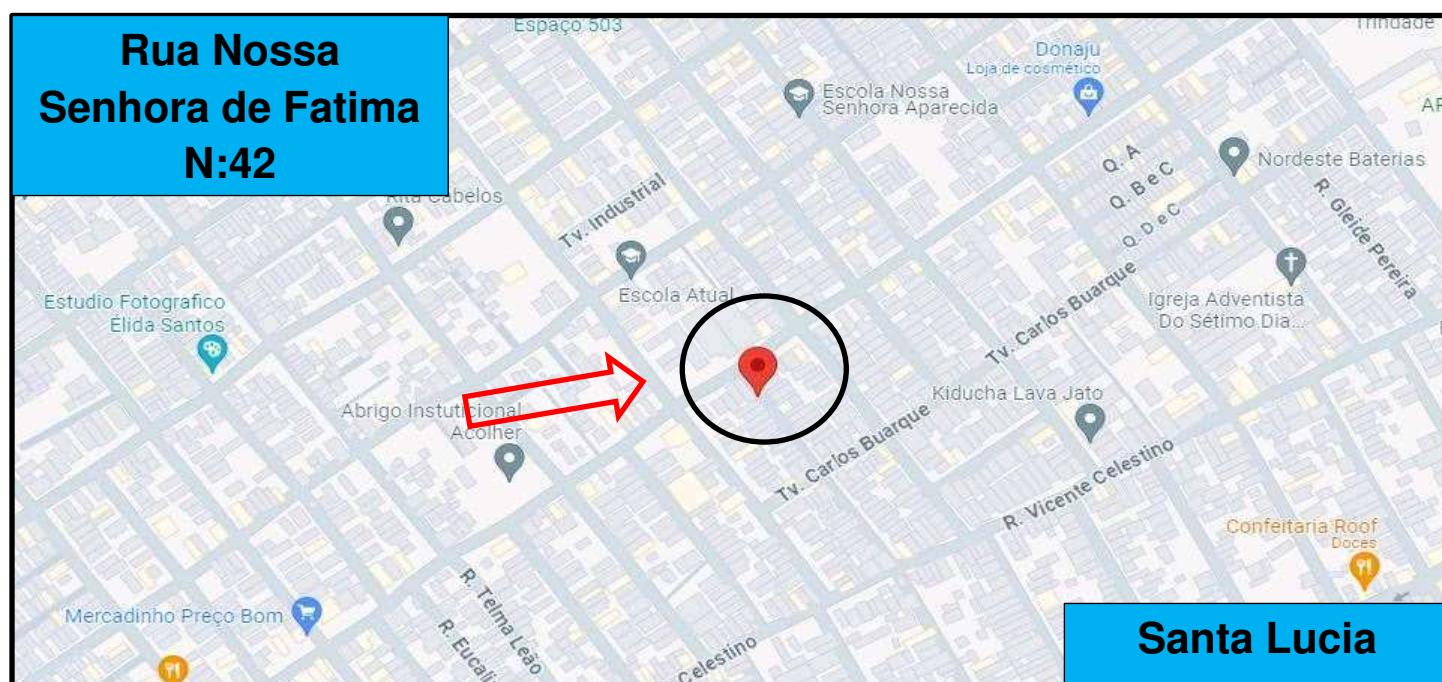 Rua Nossa
Senhora de Fatima
N:42
Espaço 503
Trindade
Donaju
Loja de cosmético
Escola Nossa
Senhora Aparecida
Q. A
Q. B e C
Q. D e C
Nordeste Baterias
R. Gleide Pereira
Rita Cabelos
Tv. Industrial
Escola Atual
Tv. Carlos Buarque
Igreja Adventista
Do Sétimo Dia...
Estudio Fotografico
Élida Santos
Abrigo Instuticional
Acolher
Kiducha Lava Jato
Tv. Carlos Buarque
R. Vicente Celestino
Confeitaria Roof
Doces
Mercadinho Preço Bom
R. Telma Leão
Celestino
Santa Lucia